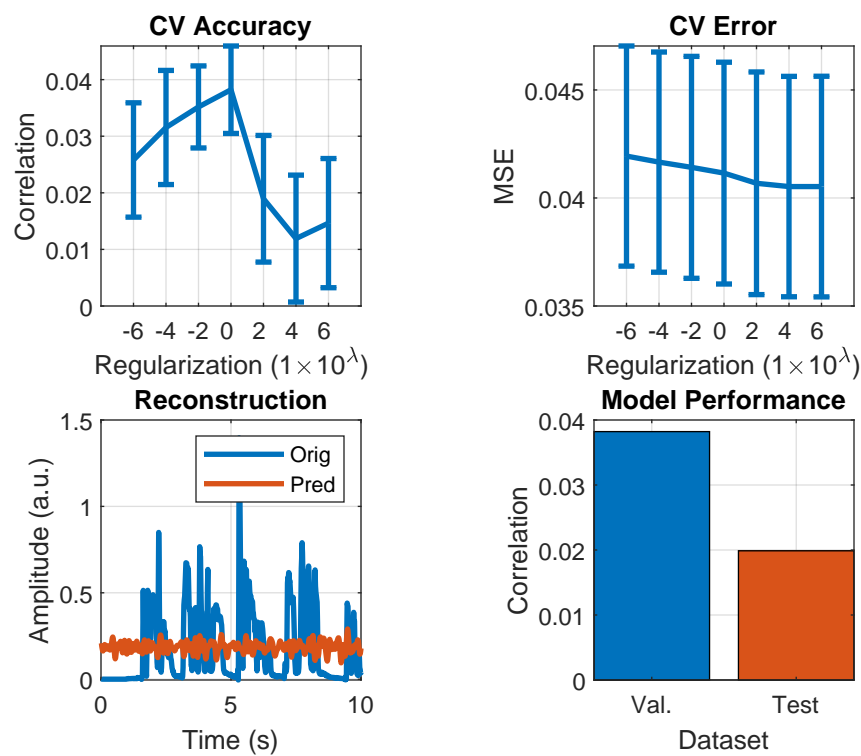 CV Accuracy
0.04
0.03
0.02
0.01
0
Correlation
-6 -4 -2 0 2 4 6
Regularization (1×10^λ)
CV Error
0.045
0.04
0.035
MSE
-6 -4 -2 0 2 4 6
Regularization (1×10^λ)
Reconstruction
1.5
1
0.5
0
Amplitude (a.u.)
Orig
Pred
0 5 10
Time (s)
Model Performance
0.04
0.03
0.02
0.01
0
Correlation
Val. Test
Dataset